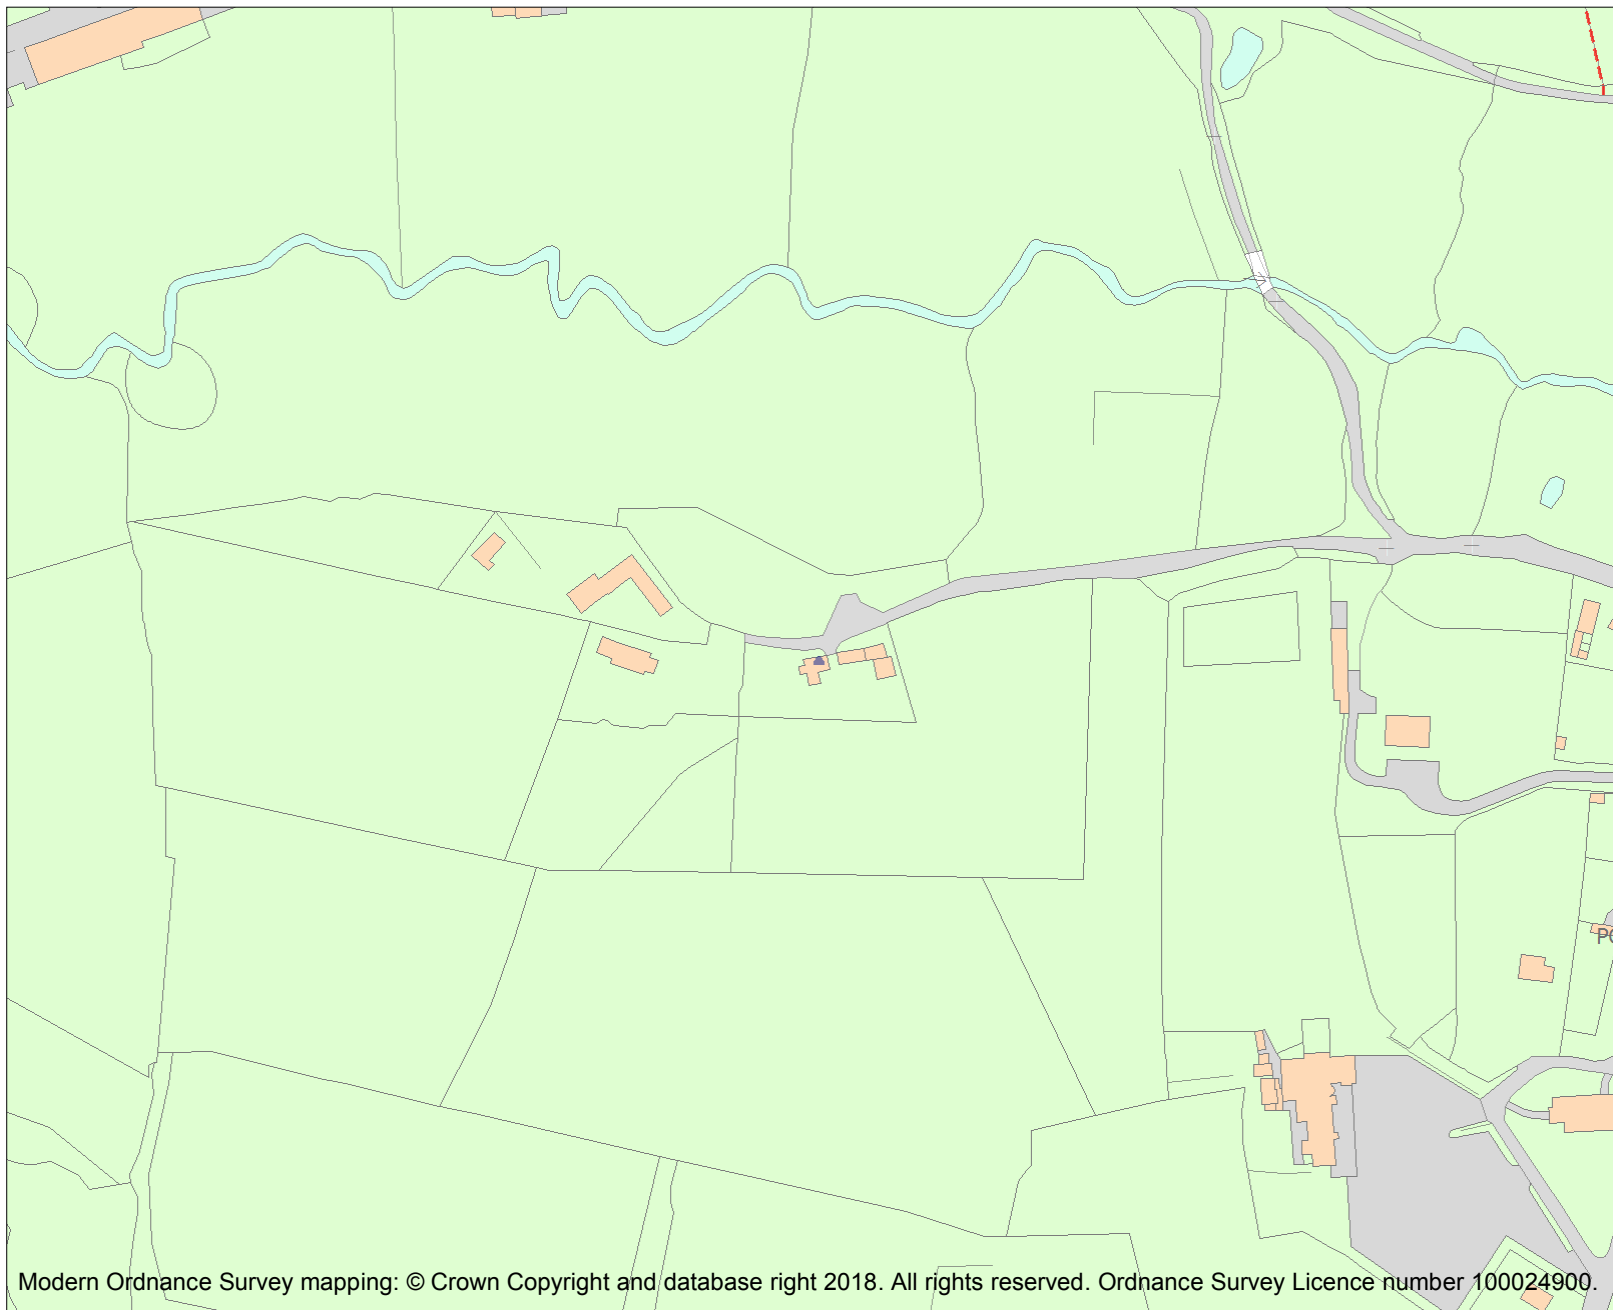 Modern Ordnance Survey mapping: © Crown Copyright and database right 2018. All rights reserved. Ordnance Survey Licence number 100024900.